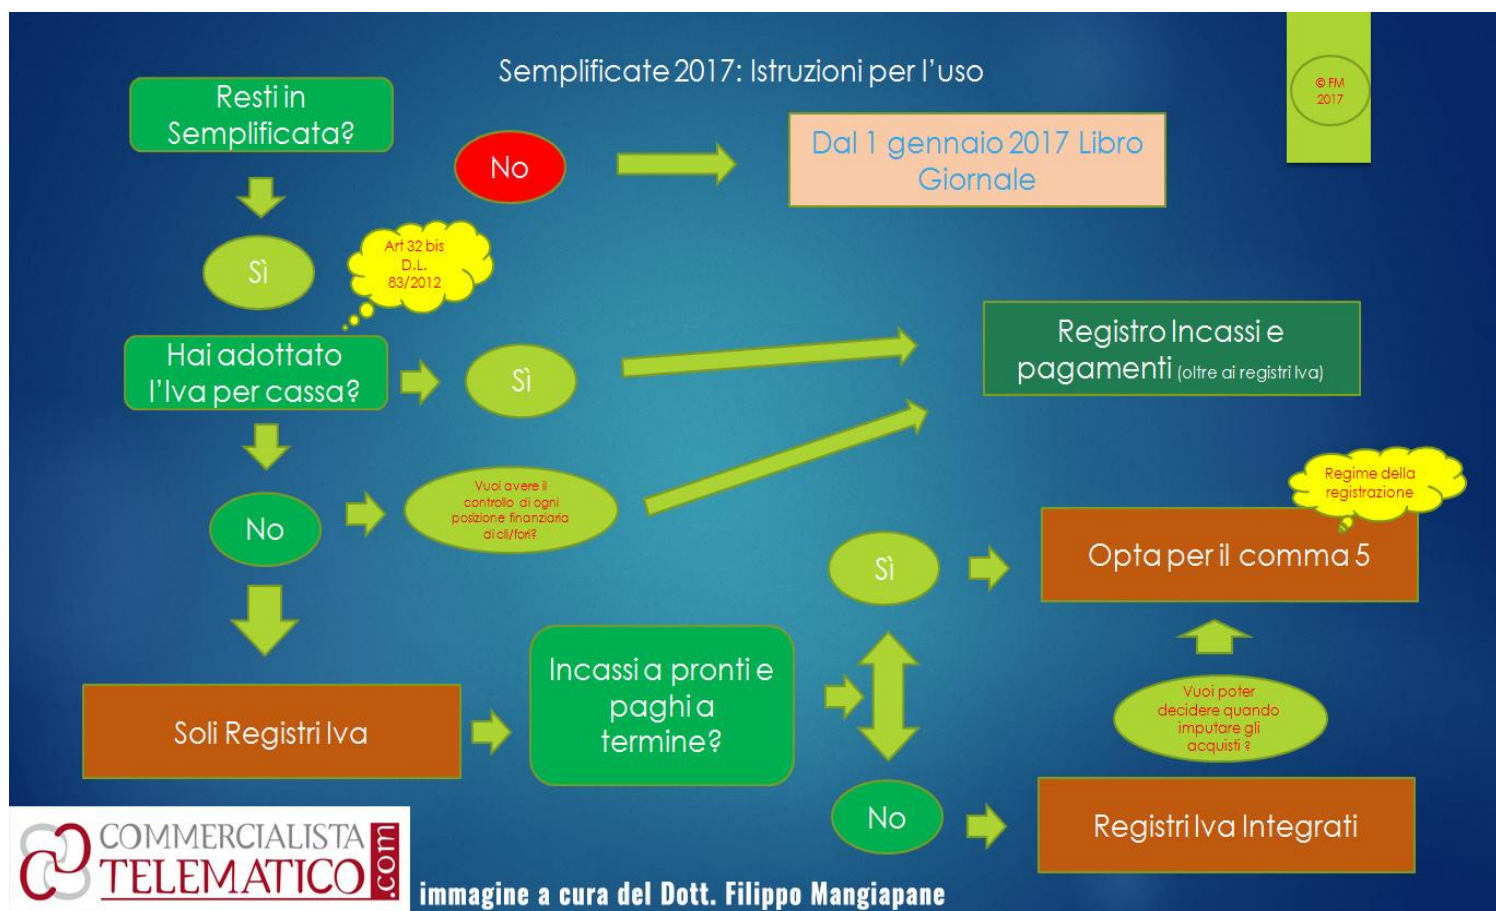 Semplificate 2017: Istruzioni per l'uso
© FM
2017
Resti in
Semplificata?
No
Dal 1 gennaio 2017 Libro
Giornale
Sì
Art 32 bis
D.L.
83/2012
Hai adottato
l'Iva per cassa?
Sì
Registro Incassi e
pagamenti (oltre ai registri Iva)
No
Vuoi avere il
controllo di ogni
posizione finanziaria
di cli/fori?
Regime della
registrazione
Sì
Opta per il comma 5
Soli Registri Iva
Incassi a pronti e
paghi a
termine?
Vuoi poter
decidere quando
imputare gli
acquisti ?
No
Registri Iva Integrati
COMMERCIALISTA
TELEMATICO
.com
immagine a cura del Dott. Filippo Mangiapane